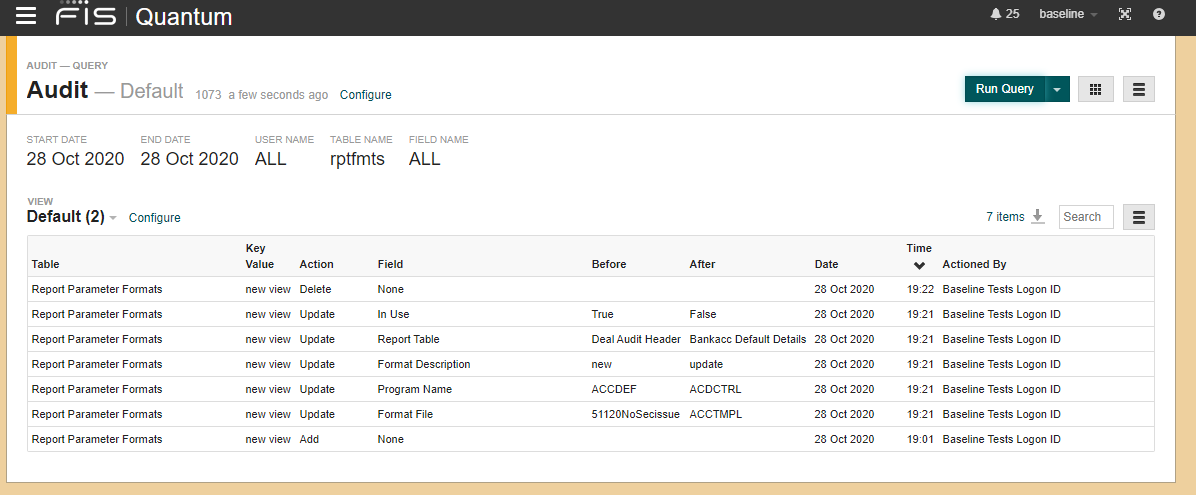 FIS Quantum 25 baseline
AUDIT — QUERY
Audit — Default 1073 a few seconds ago Configure Run Query
START DATE END DATE USER NAME TABLE NAME FIELD NAME
28 Oct 2020 28 Oct 2020 ALL rptfmts ALL
VIEW
Default (2) Configure 7 items Search
Table Key Value Action Field Before After Date Time Actioned By
Report Parameter Formats new view Delete None 28 Oct 2020 19:22 Baseline Tests Logon ID
Report Parameter Formats new view Update In Use True False 28 Oct 2020 19:21 Baseline Tests Logon ID
Report Parameter Formats new view Update Report Table Deal Audit Header Bankacc Default Details 28 Oct 2020 19:21 Baseline Tests Logon ID
Report Parameter Formats new view Update Format Description new update 28 Oct 2020 19:21 Baseline Tests Logon ID
Report Parameter Formats new view Update Program Name ACCDEF ACDCTRL 28 Oct 2020 19:21 Baseline Tests Logon ID
Report Parameter Formats new view Update Format File 51120NoSecissue ACCTMPL 28 Oct 2020 19:21 Baseline Tests Logon ID
Report Parameter Formats new view Add None 28 Oct 2020 19:01 Baseline Tests Logon ID